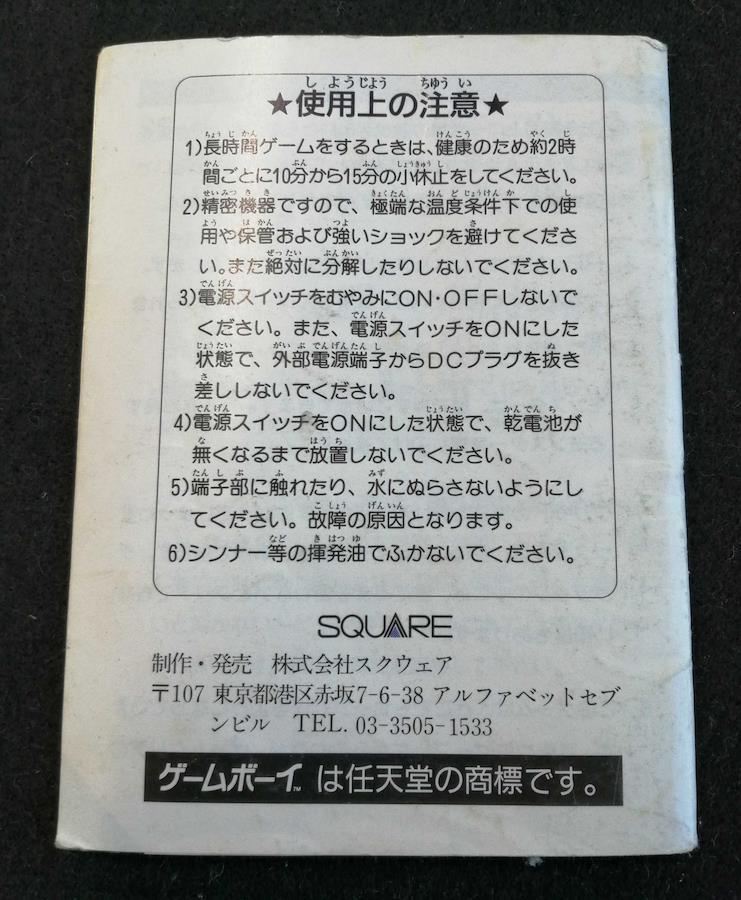 ★使用上の注意★
1)長時間ゲームをするときは、健康のため約2時
間ごとに10分から15分の小休止をしてください。
2)精密機器ですので、極端な温度条件下での使
用や保管および強いショックを避けてくださ
い。また絶対に分解したりしないでください。
3)電源スイッチをむやみにON・OFFしないで
ください。また、電源スイッチをONにした
状態で、外部電源端子からDCプラグを抜き
差ししないでください。
4)電源スイッチをONにした状態で、乾電池が
無くなるまで放置しないでください。
5)端子部に触れたり、水にぬらさないようにし
てください。故障の原因となります。
6)シンナー等の揮発油でふかないでください。
SQUARE
制作・発売 株式会社スクウェア
〒107 東京都港区赤坂7-6-38 アルファベットセブ
ンビル TEL. 03-3505-1533
ゲームボーイ™ は任天堂の商標です。